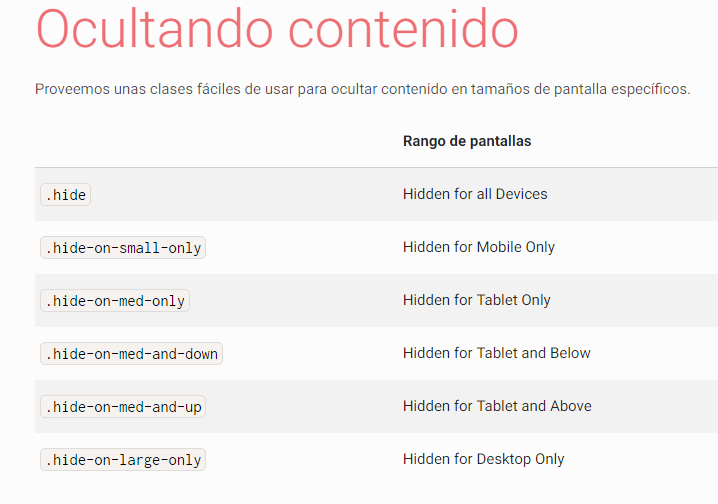 Ocultando contenido
Proveemos unas clases fáciles de usar para ocultar contenido en tamaños de pantalla específicos.
Rango de pantallas
.hide Hidden for all Devices
.hide-on-small-only Hidden for Mobile Only
.hide-on-med-only Hidden for Tablet Only
.hide-on-med-and-down Hidden for Tablet and Below
.hide-on-med-and-up Hidden for Tablet and Above
.hide-on-large-only Hidden for Desktop Only